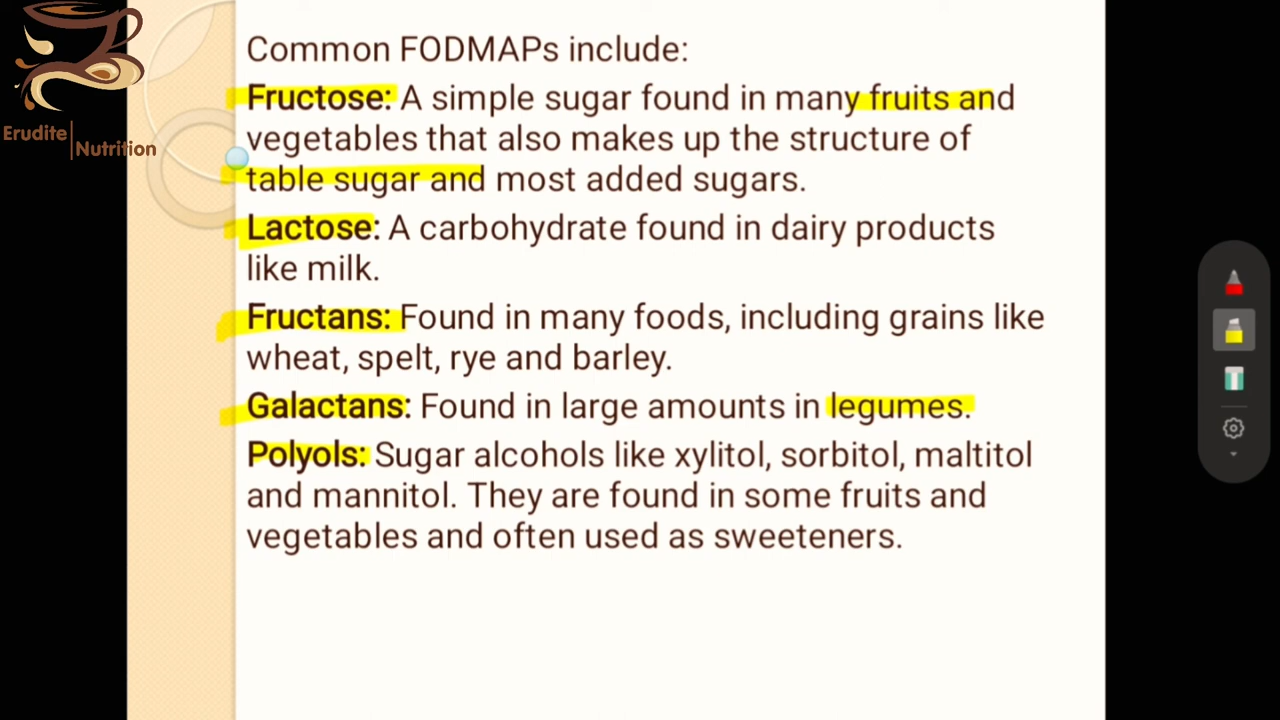 Erudite
Nutrition
Common FODMAPs include:
Fructose: A simple sugar found in many fruits and
vegetables that also makes up the structure of
table sugar and most added sugars.
Lactose: A carbohydrate found in dairy products
like milk.
Fructans: Found in many foods, including grains like
wheat, spelt, rye and barley.
Galactans: Found in large amounts in legumes.
Polyols: Sugar alcohols like xylitol, sorbitol, maltitol
and mannitol. They are found in some fruits and
vegetables and often used as sweeteners.